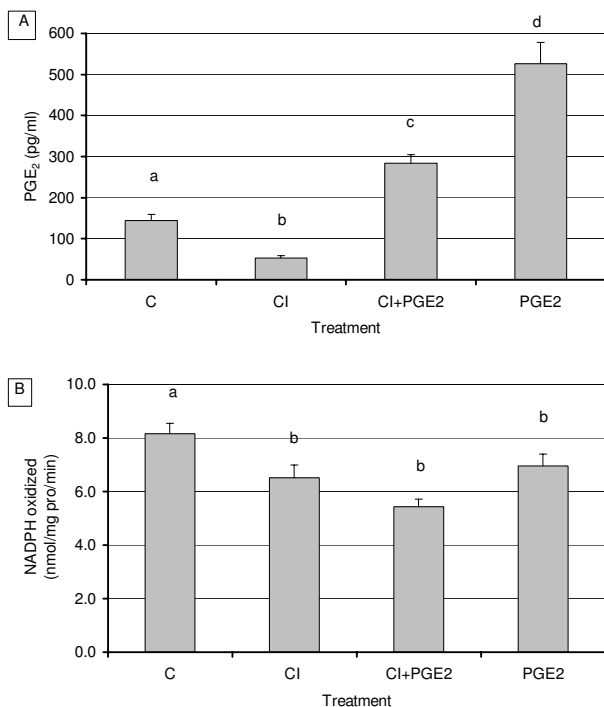 A
PGE₂ (pg/ml)
600
500
400
300
200
100
0
a
b
c
d
C CI CI+PGE2 PGE2
Treatment
B
NADPH oxidized
(nmol/mg pro/min)
10.0
8.0
6.0
4.0
2.0
0.0
a
b
b
b
C CI CI+PGE2 PGE2
Treatment